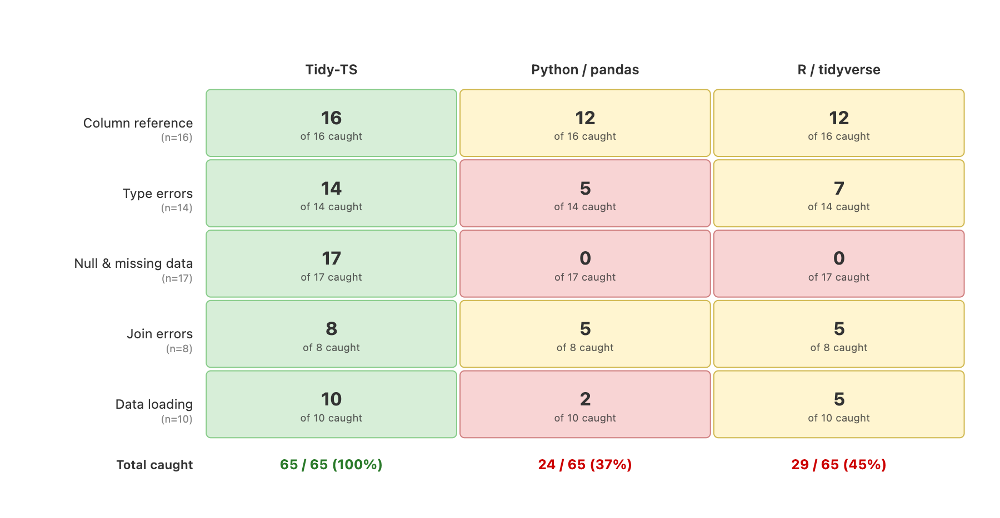 Tidy-TS
Python / pandas
R / tidyverse
Column reference
(n=16)
16
of 16 caught
12
of 16 caught
12
of 16 caught
Type errors
(n=14)
14
of 14 caught
5
of 14 caught
7
of 14 caught
Null & missing data
(n=17)
17
of 17 caught
0
of 17 caught
0
of 17 caught
Join errors
(n=8)
8
of 8 caught
5
of 8 caught
5
of 8 caught
Data loading
(n=10)
10
of 10 caught
2
of 10 caught
5
of 10 caught
Total caught
65 / 65 (100%)
24 / 65 (37%)
29 / 65 (45%)